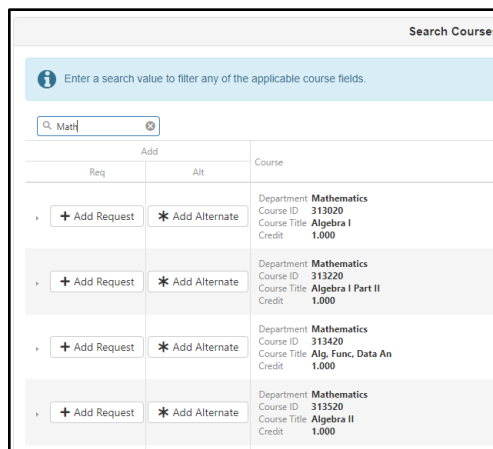 Search Courses
Enter a search value to filter any of the applicable course fields.
Math
Add
Course
Req Alt
Add Request Add Alternate
Department Mathematics
Course ID 313020
Course Title Algebra I
Credit 1.000
Add Request Add Alternate
Department Mathematics
Course ID 313220
Course Title Algebra I Part II
Credit 1.000
Add Request Add Alternate
Department Mathematics
Course ID 313420
Course Title Alg, Func, Data An
Credit 1.000
Add Request Add Alternate
Department Mathematics
Course ID 313520
Course Title Algebra II
Credit 1.000